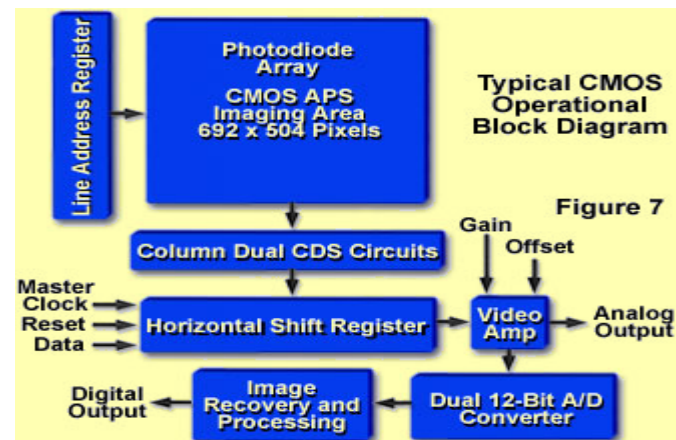 Line Address Register
Photodiode
Array
CMOS APS
Imaging Area
692 x 504 Pixels
Typical CMOS
Operational
Block Diagram
Figure 7
Column Dual CDS Circuits
Gain
Offset
Master
Clock
Reset
Data
Horizontal Shift Register
Video
Amp
Analog
Output
Digital
Output
Image
Recovery and
Processing
Dual 12-Bit A/D
Converter